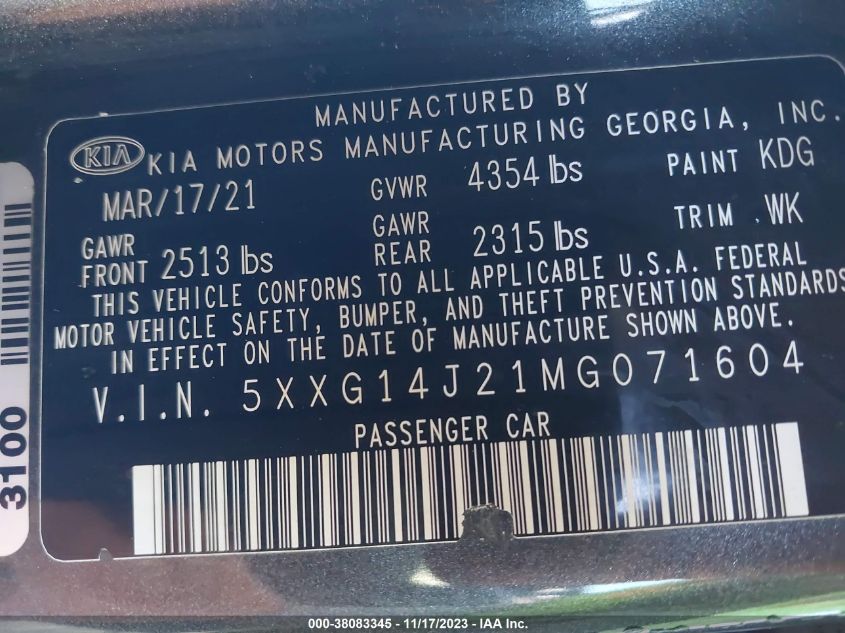 MANUFACTURED BY
KIA KIA MOTORS MANUFACTURING GEORGIA, INC.
MAR/17/21 GVWR 4354 lbs PAINT KDG
GAWR FRONT 2513 lbs GAWR REAR 2315 lbs TRIM WK
THIS VEHICLE CONFORMS TO ALL APPLICABLE U.S.A. FEDERAL
MOTOR VEHICLE SAFETY, BUMPER, AND THEFT PREVENTION STANDARDS
IN EFFECT ON THE DATE OF MANUFACTURE SHOWN ABOVE.
V.I.N. 5XXG14J21MG071604
PASSENGER CAR
3100
000-38083345 - 11/17/2023 - IAA Inc.